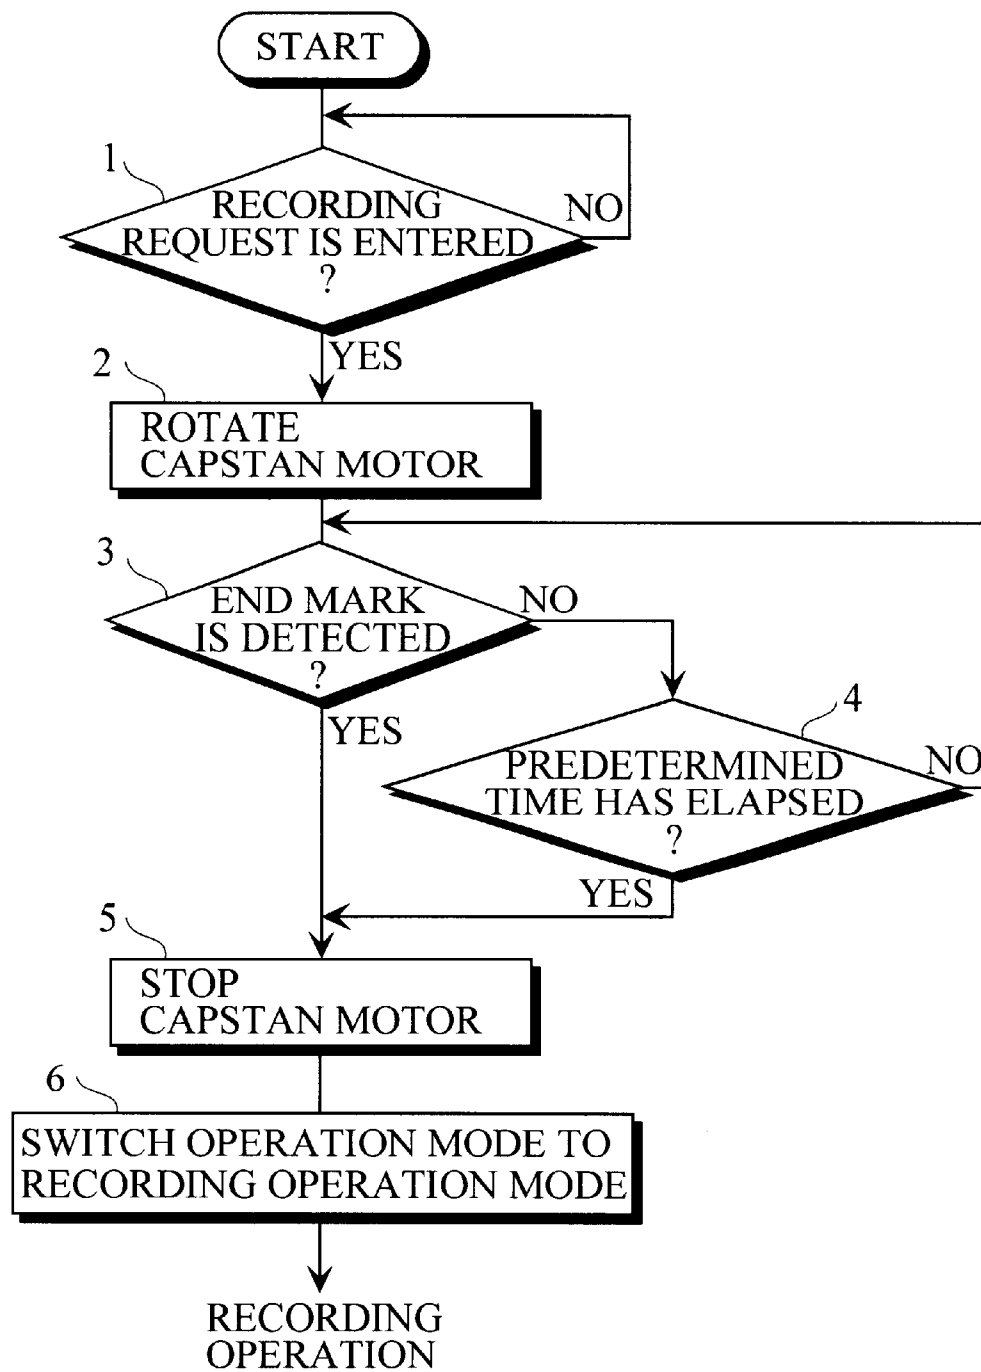 START
1
RECORDING
REQUEST IS ENTERED
?
NO
YES
2
ROTATE
CAPSTAN MOTOR
3
END MARK
IS DETECTED
?
NO
YES
4
PREDETERMINED
TIME HAS ELAPSED
?
NO
YES
5
STOP
CAPSTAN MOTOR
6
SWITCH OPERATION MODE TO
RECORDING OPERATION MODE
RECORDING
OPERATION